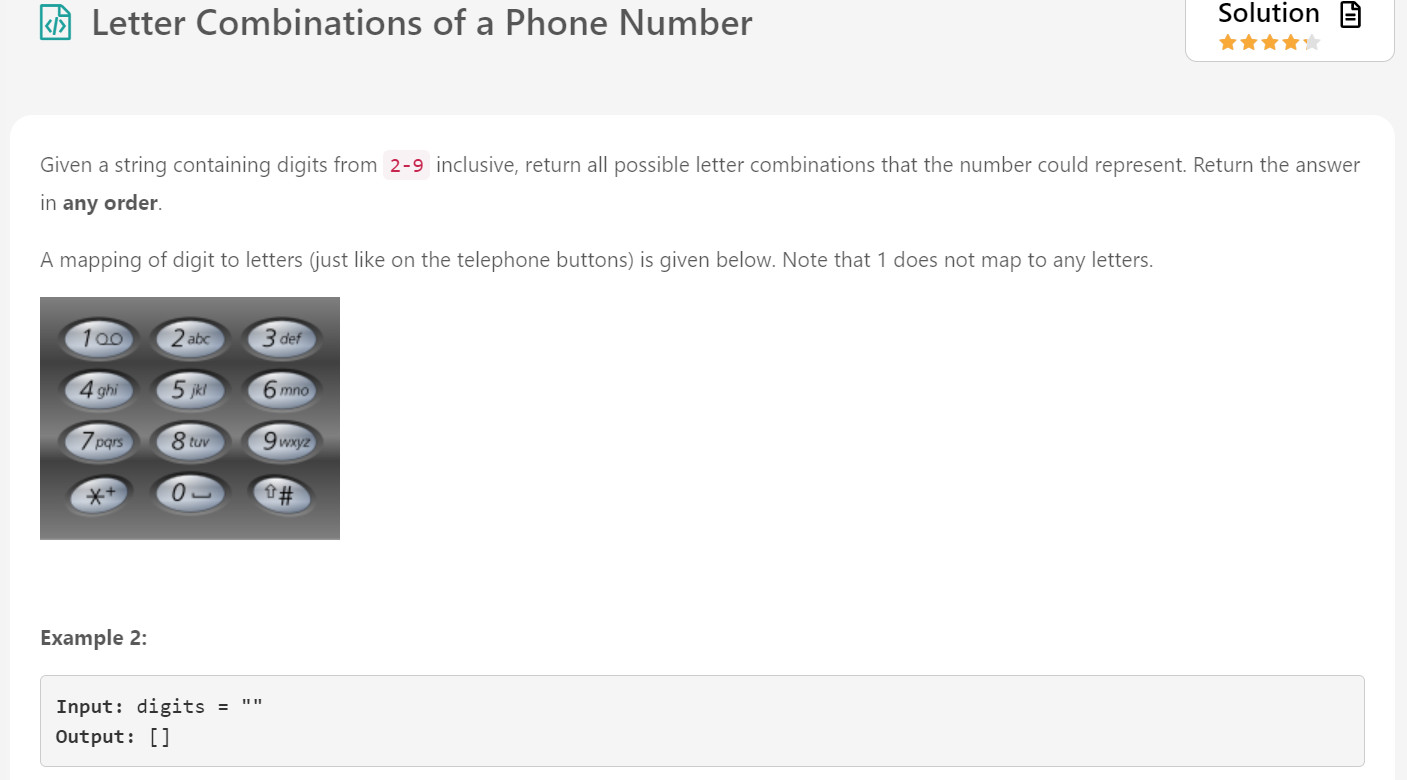 Letter Combinations of a Phone Number
Solution
Given a string containing digits from 2-9 inclusive, return all possible letter combinations that the number could represent. Return the answer
in any order.
A mapping of digit to letters (just like on the telephone buttons) is given below. Note that 1 does not map to any letters.
1 2 abc 3 def
4 ghi 5 jkl 6 mno
7 pqrs 8 tuv 9 wxyz
*+ 0 #
Example 2:
Input: digits = ""
Output: []